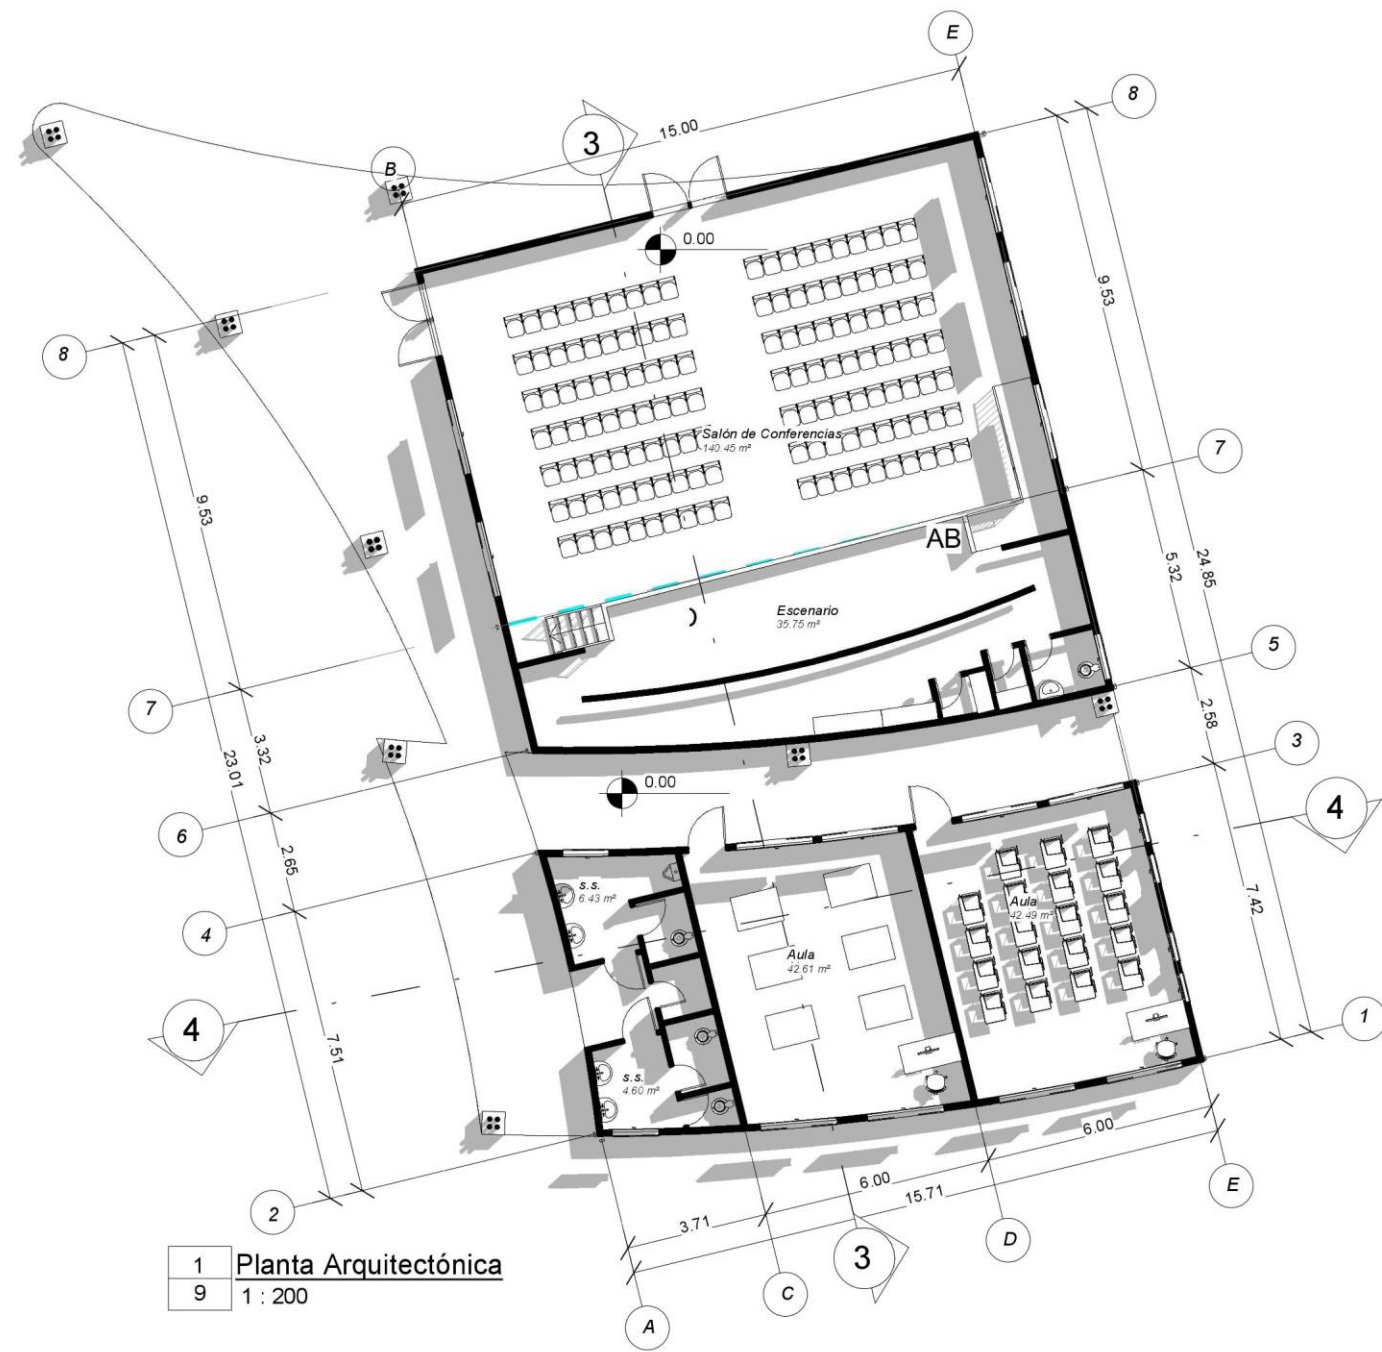 E
8
3
15.00
B
0.00
9.53
8
Salón de Conferencias
140.45 m²
7
9.53
AB
5.32
24.85
Escenario
35.75 m²
5
7
3.32
23.01
2.58
3
0.00
4
6
2.65
s.s.
6.43 m²
Aula
42.49 m²
7.42
4
Aula
42.61 m²
4
1
7.51
s.s.
4.60 m²
6.00
6.00
15.71
E
2
3.71
D
3
1 Planta Arquitectónica
9 1 : 200
C
A